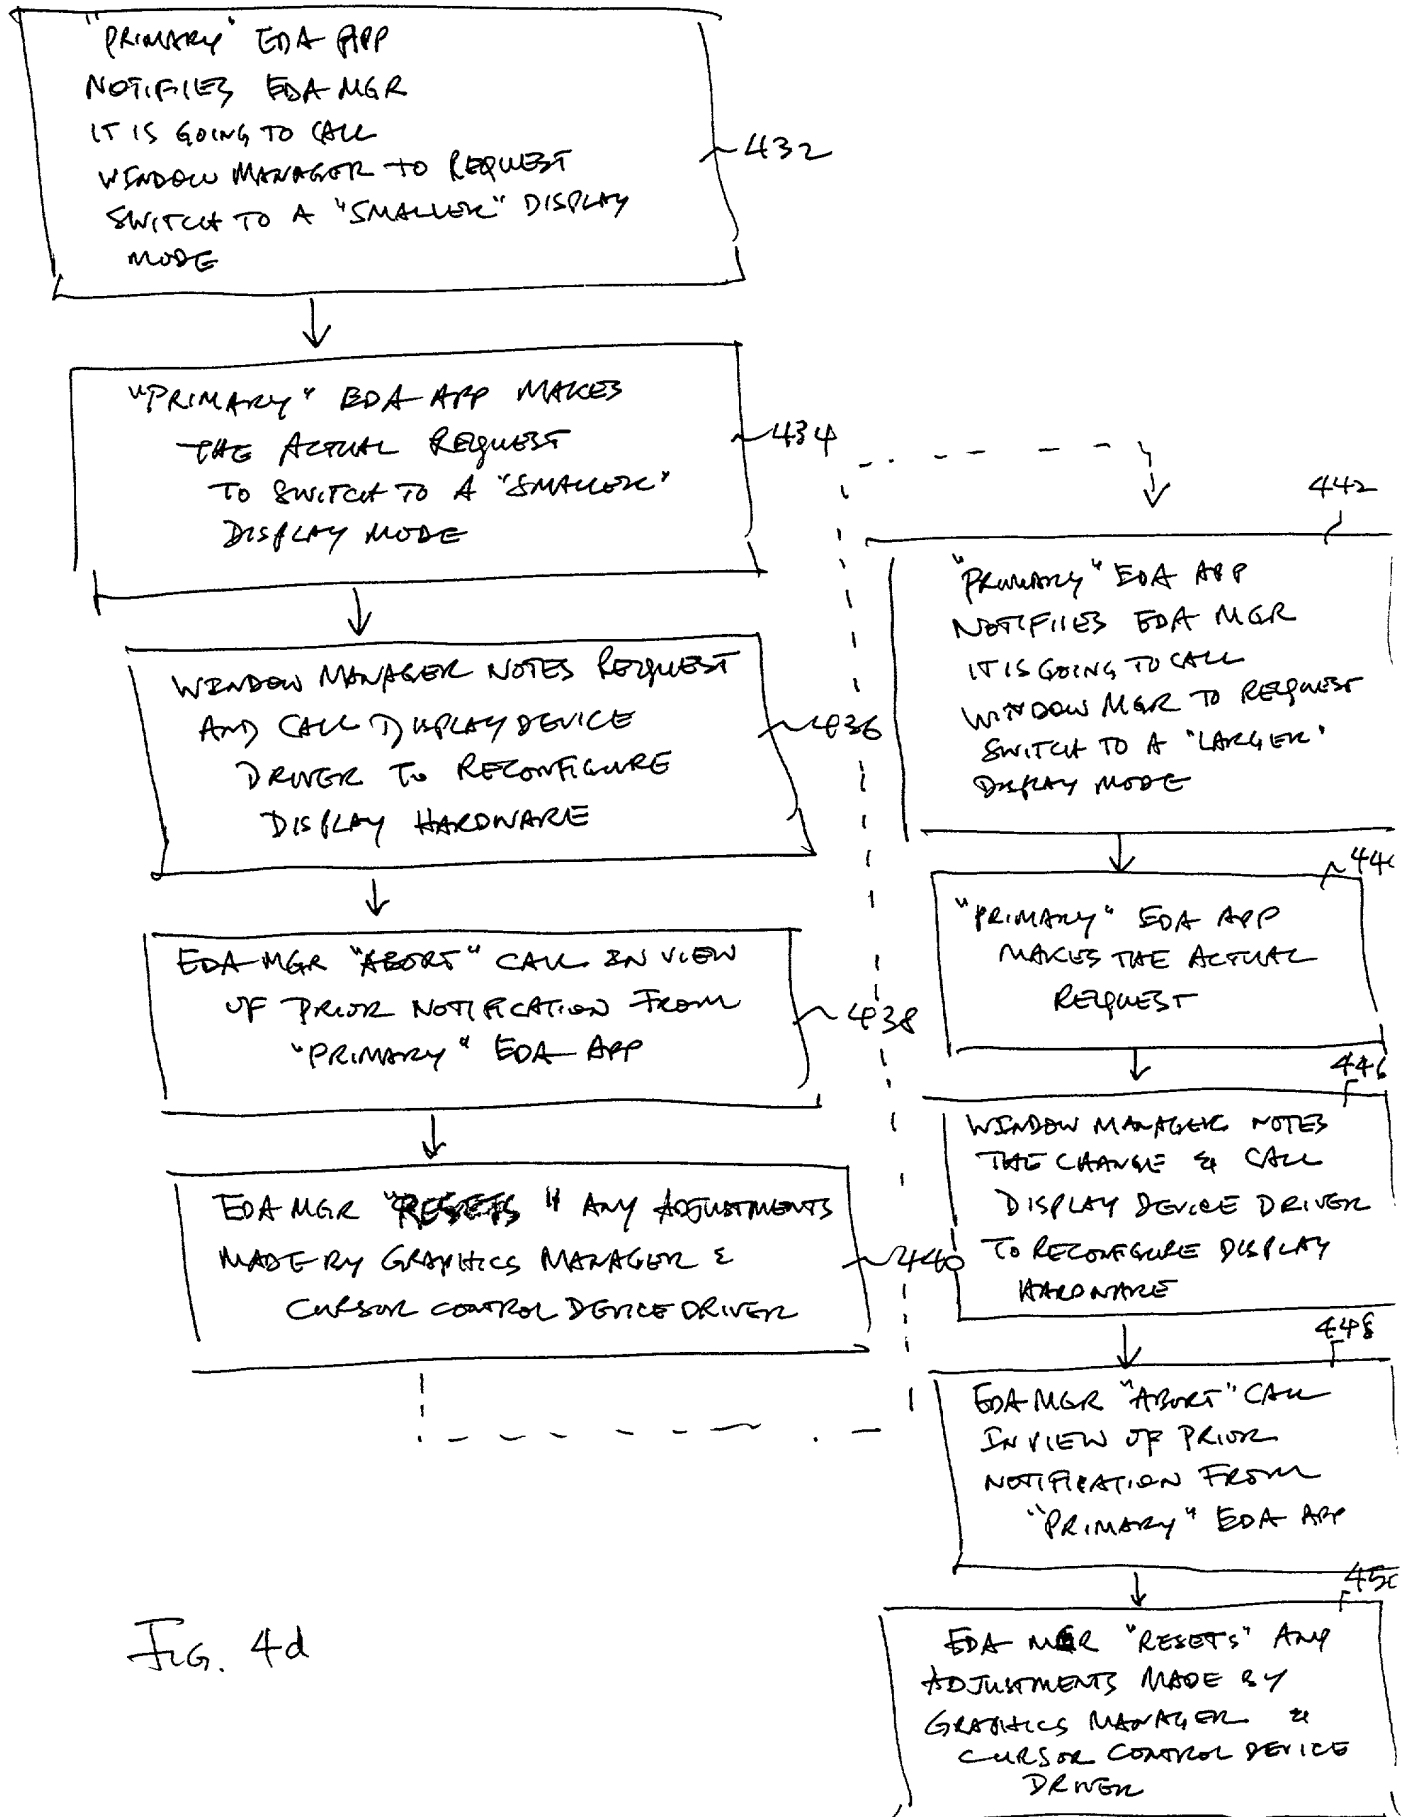 "PRIMARY" EDA APP
NOTIFIES EDA MGR
IT IS GOING TO CALL
WINDOW MANAGER TO REQUEST
SWITCH TO A "SMALLER" DISPLAY
MODE
432
"PRIMARY" EDA APP MAKES
THE ACTUAL REQUEST
TO SWITCH TO A "SMALLER"
DISPLAY MODE
434
WINDOW MANAGER NOTES REQUEST
AND CALL DISPLAY DEVICE
DRIVER TO RECONFIGURE
DISPLAY HARDWARE
436
EDA MGR "ABORT" CALL IN VIEW
OF PRIOR NOTIFICATION FROM
"PRIMARY" EDA APP
438
EDA MGR "RESETS" ANY ADJUSTMENTS
MADE BY GRAPHICS MANAGER &
CURSOR CONTROL DEVICE DRIVER
440
442
"PRIMARY" EDA APP
NOTIFIES EDA MGR
IT IS GOING TO CALL
WINDOW MGR TO REQUEST
SWITCH TO A "LARGER"
DISPLAY MODE
"PRIMARY" EDA APP
MAKES THE ACTUAL
REQUEST
446
WINDOW MANAGER NOTES
THE CHANGE & CALL
DISPLAY DEVICE DRIVER
TO RECONFIGURE DISPLAY
HARDWARE
448
EDA MGR "ABORT" CALL
IN VIEW OF PRIOR
NOTIFICATION FROM
"PRIMARY" EDA APP
450
EDA MGR "RESETS" ANY
ADJUSTMENTS MADE BY
GRAPHICS MANAGER &
CURSOR CONTROL DEVICE
DRIVER
FIG. 4d